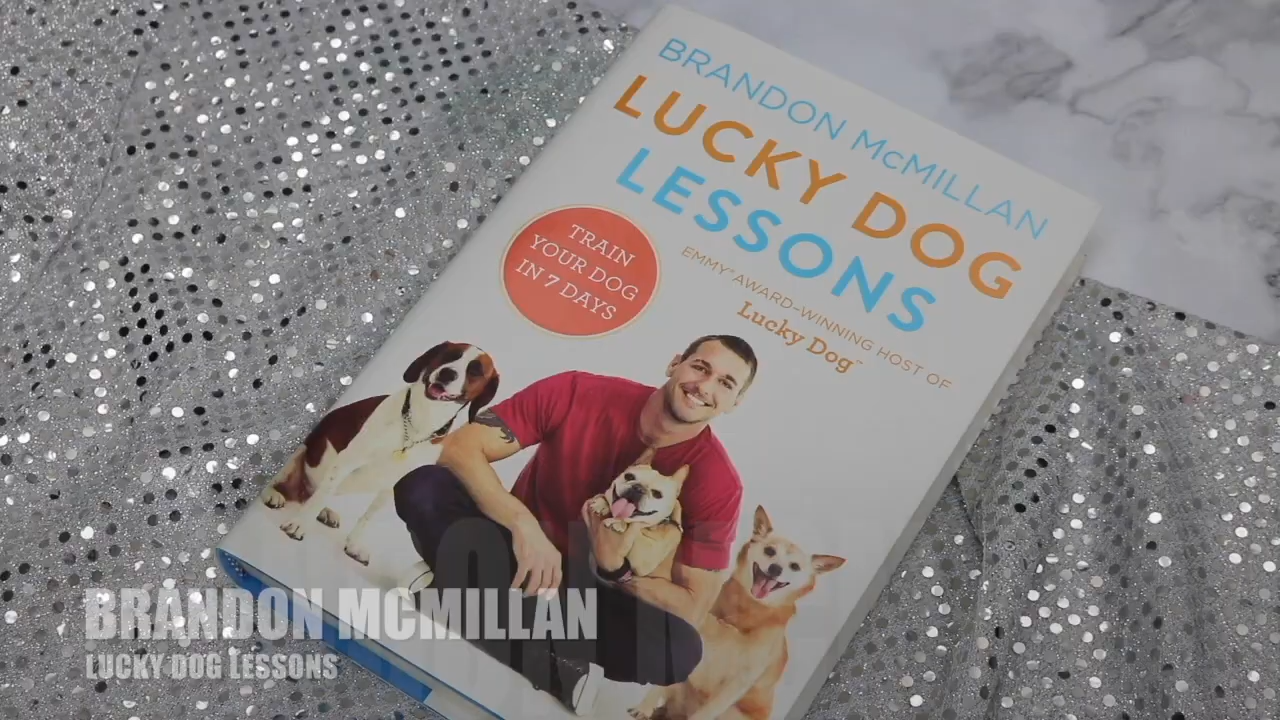 BRANDON McMILLAN
LUCKY DOG
LESSONS
EMMY® AWARD-WINNING HOST OF
Lucky Dog™
TRAIN
YOUR DOG
IN 7 DAYS
BRANDON MCMILLAN
LUCKY DOG LESSONS